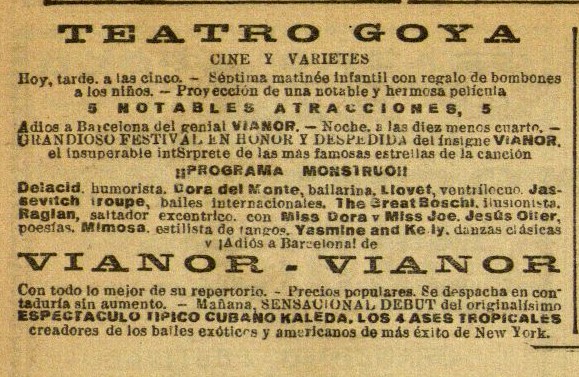 TEATRO GOYA
CINE Y VARIETES
Hoy, tarde. a las cinco. — Séptima matinée infantil con regalo de bombones
a los niños. — Proyección de una notable y hermosa película
5 NOTABLES ATRACCIONES, 5
Adios a Barcelona del genial VIANOR. — Noche. a las diez menos cuarto. —
GRANDIOSO FESTIVAL EN HONOR Y DESPEDIDA del insigne VIANOR,
el insuperable int8rprete de las más famosas estrellas de la canción
¡¡PROGRAMA MONSTRUO!!
Delacid, humorista. Dora del Monte, bailarina, Llovet, ventrílocuo. Jas-
sevitch Troupe, bailes internacionales. The Great Boschi, ilusionista.
Raglan, saltador excentrico. con Miss Dora y Miss Joe. Jesús Oller,
poesías. Mimosa. estilista de tangos. Yasmine and Kelly. danzas clásicas
y ¡Adiós a Barcelona! de
VIANOR - VIANOR
Con todo lo mejor de su repertorio. - Precios populares. Se despacha en con-
taduría sin aumento. — Mañana, SENSACIONAL DEBUT del originalísimo
ESPECTACULO TIPICO CUBANO KALEDA. LOS 4 ASES TROPICALES
creadores de los bailes exóticos y americanos de más éxito de New York.